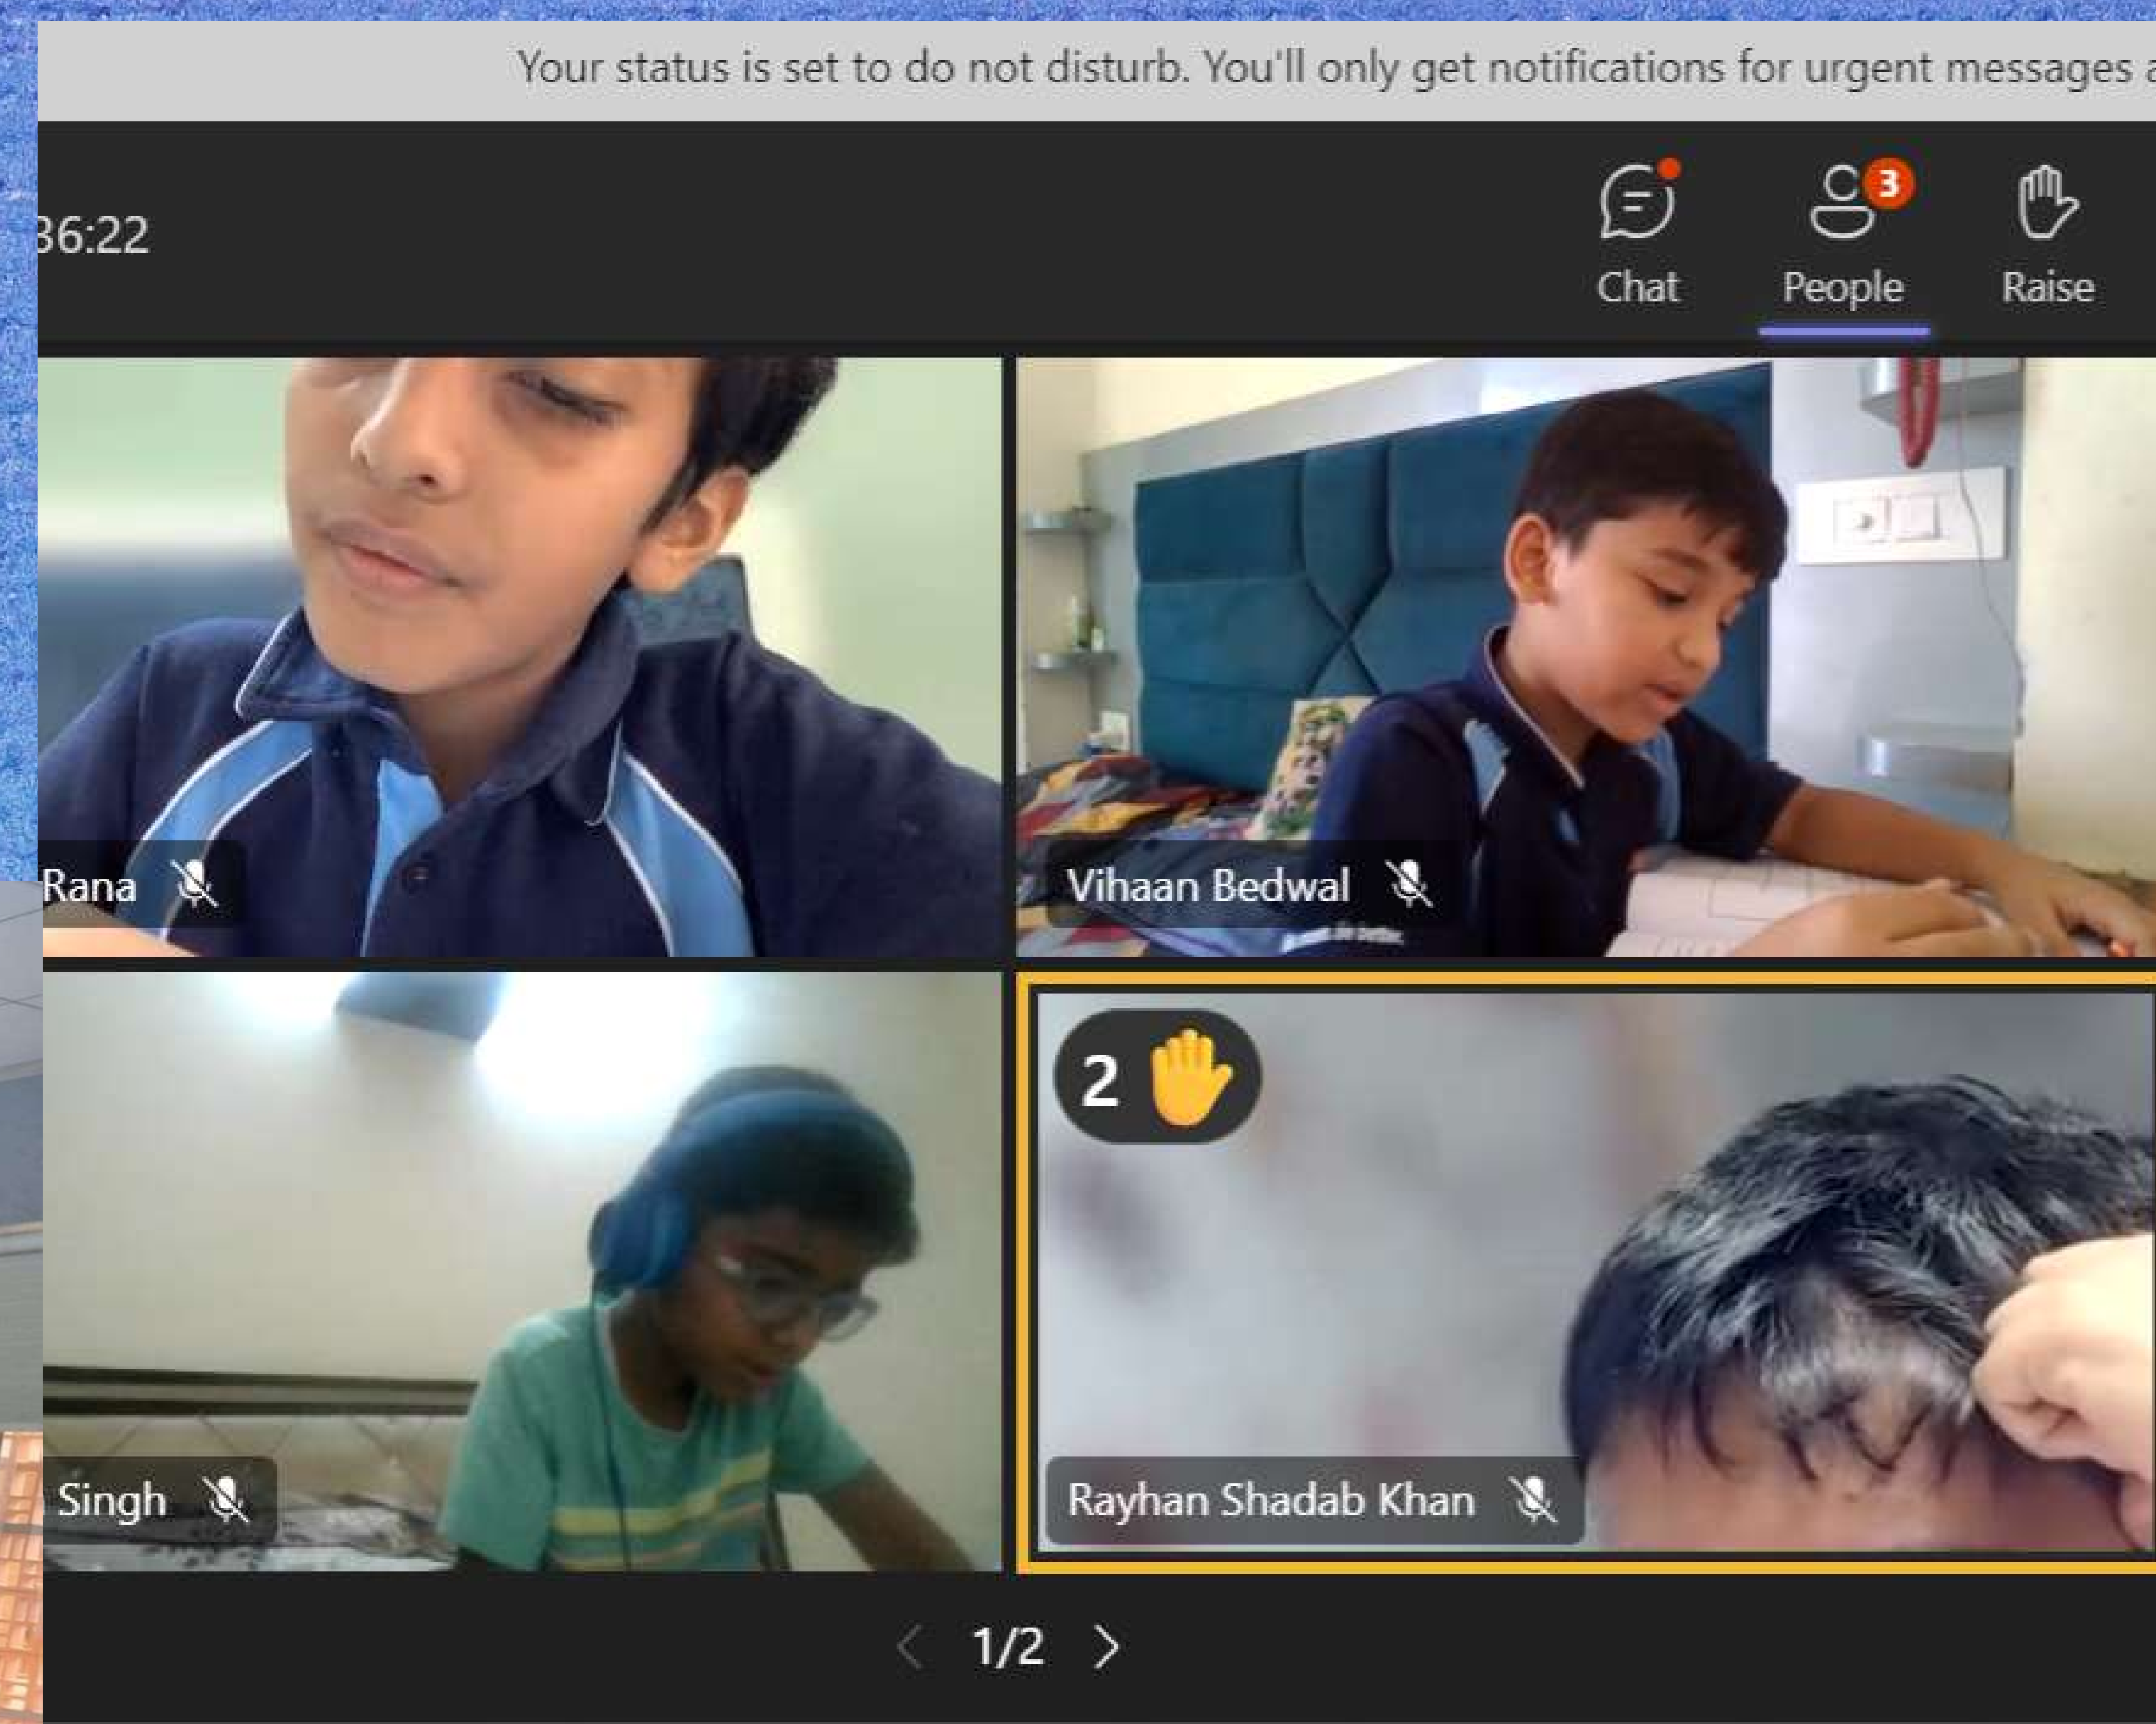 Your status is set to do not disturb. You'll only get notifications for urgent messages
36:22
3
Chat
People
Raise
Rana
Vihaan Bedwal
2
Singh
Rayhan Shadab Khan
1/2